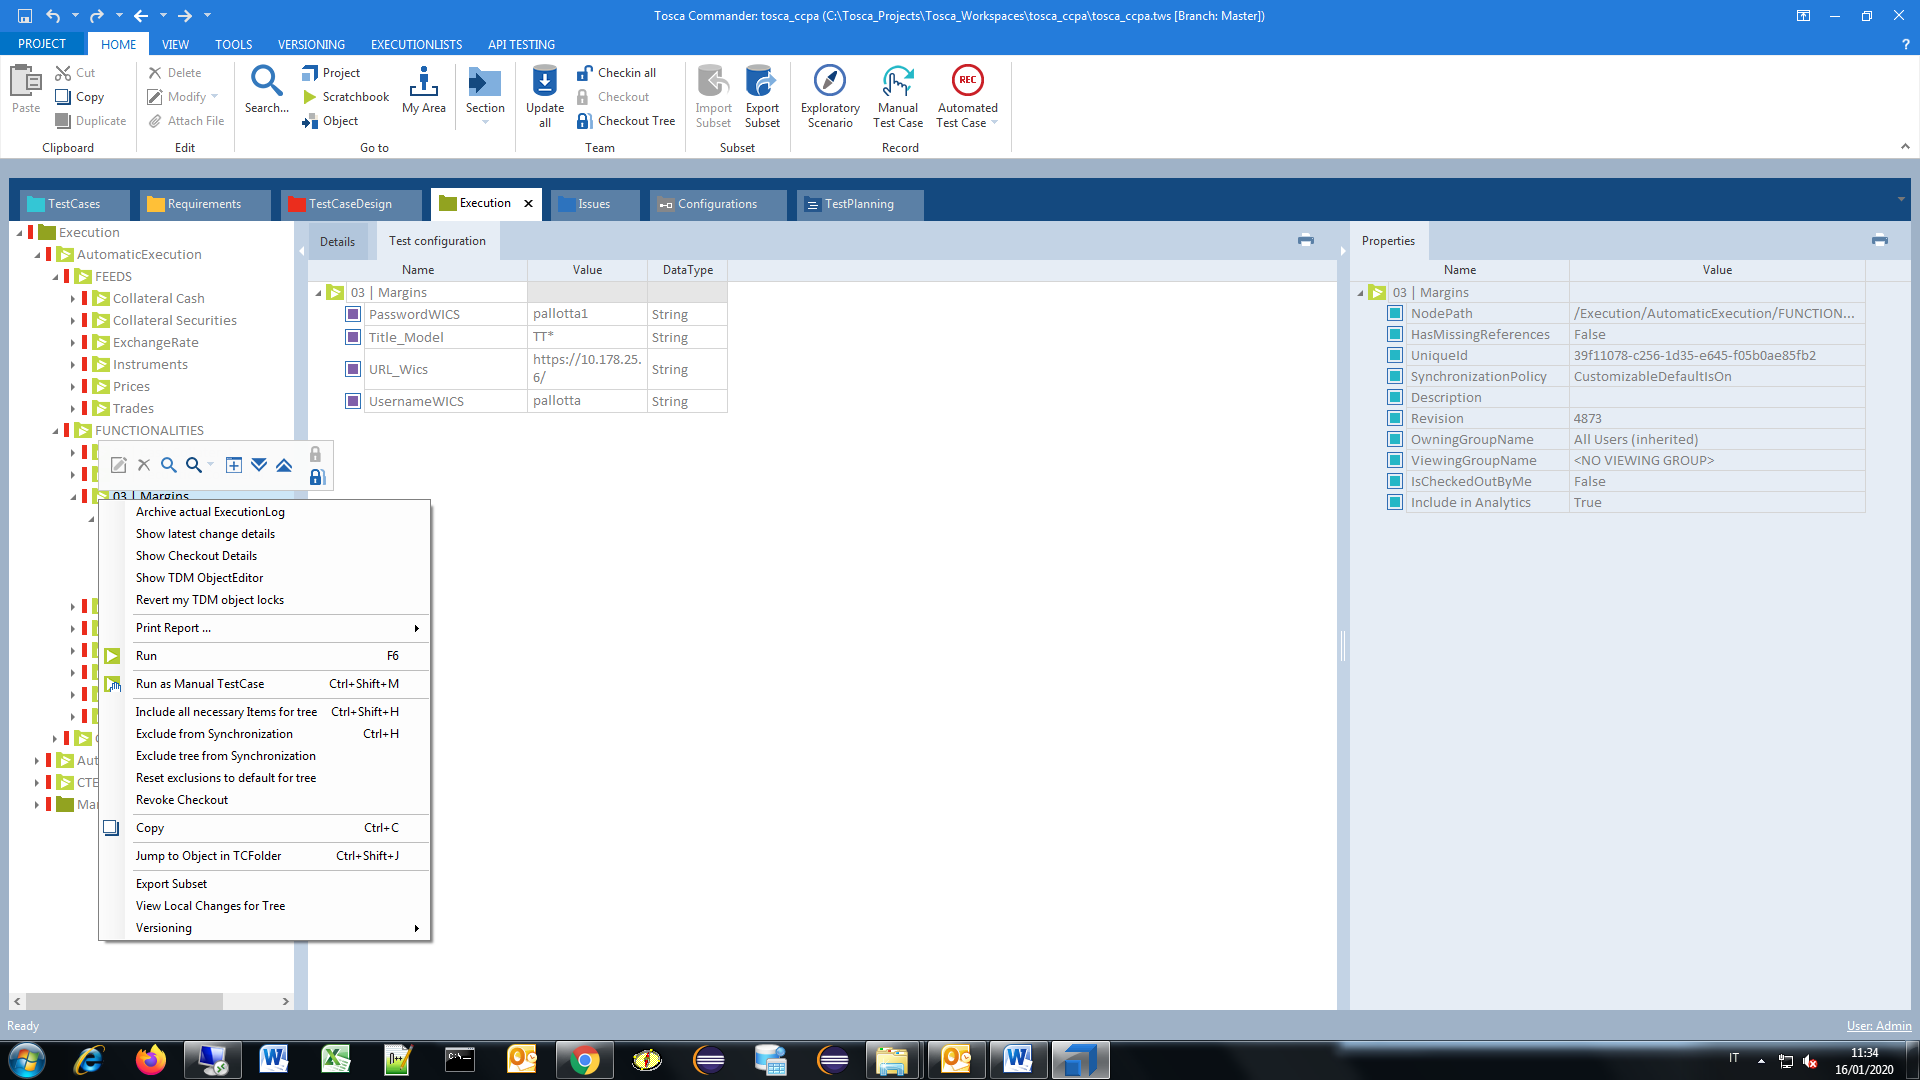 Tosca Commander: tosca_ccpa (C:\Tosca_Projects\Tosca_Workspaces\tosca_ccpa\tosca_ccpa.tws [Branch: Master])
PROJECT HOME VIEW TOOLS VERSIONING EXECUTIONLISTS API TESTING ?
Paste
Cut
Copy
Duplicate
Clipboard
Delete
Modify
Attach File
Edit
Search...
Project
Scratchbook
Object
My Area
Section
Go to
Update all
Checkin all
Checkout
Checkout Tree
Team
Import Subset
Export Subset
Subset
Exploratory Scenario
Manual Test Case
REC
Automated Test Case
Record
TestCases Requirements TestCaseDesign Execution Issues Configurations TestPlanning
Execution
AutomaticExecution
FEEDS
Collateral Cash
Collateral Securities
ExchangeRate
Instruments
Prices
Trades
FUNCTIONALITIES
03 | Margins
Aut
CTE
Ma
Archive actual ExecutionLog
Show latest change details
Show Checkout Details
Show TDM ObjectEditor
Revert my TDM object locks
Print Report ...
Run F6
Run as Manual TestCase Ctrl+Shift+M
Include all necessary Items for tree Ctrl+Shift+H
Exclude from Synchronization Ctrl+H
Exclude tree from Synchronization
Reset exclusions to default for tree
Revoke Checkout
Copy Ctrl+C
Jump to Object in TCFolder Ctrl+Shift+J
Export Subset
View Local Changes for Tree
Versioning
Details Test configuration
Name Value DataType
03 | Margins
PasswordWICS pallotta1 String
Title_Model TT* String
URL_Wics https://10.178.25.6/ String
UsernameWICS pallotta String
Properties
Name Value
03 | Margins
NodePath /Execution/AutomaticExecution/FUNCTION...
HasMissingReferences False
UniqueId 39f11078-c256-1d35-e645-f05b0ae85fb2
SynchronizationPolicy CustomizableDefaultIsOn
Description
Revision 4873
OwningGroupName All Users (inherited)
ViewingGroupName <NO VIEWING GROUP>
IsCheckedOutByMe False
Include in Analytics True
Ready
User: Admin
IT
11:34
16/01/2020